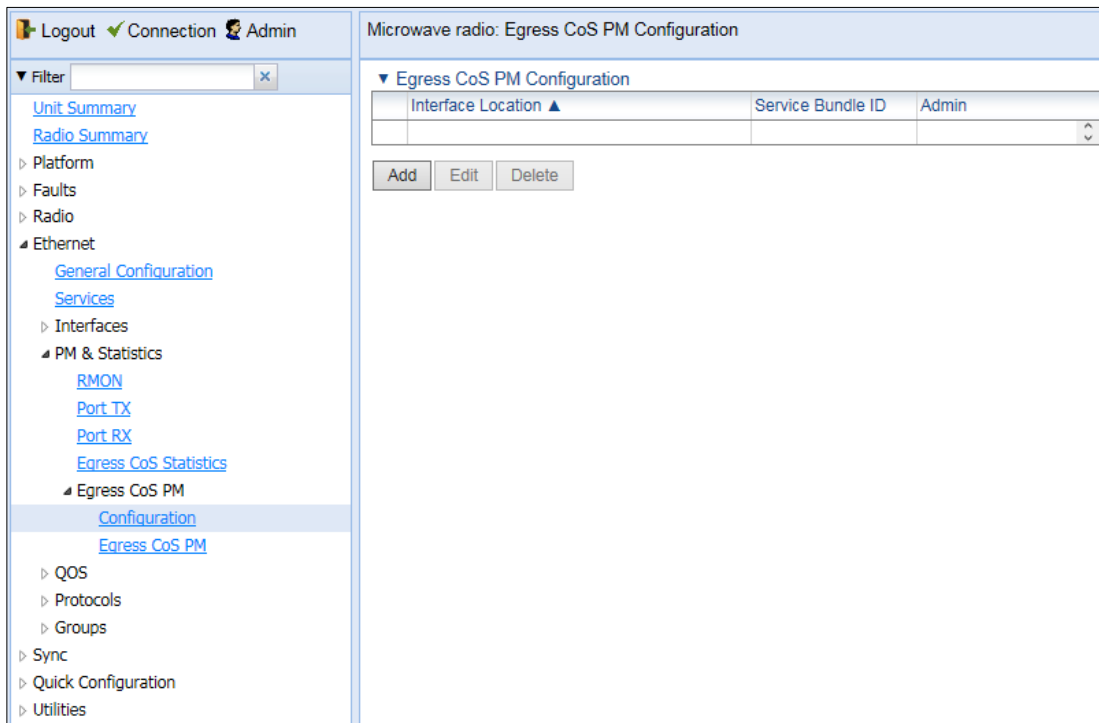 Logout Connection Admin
Filter
Unit Summary
Radio Summary
Platform
Faults
Radio
Ethernet
General Configuration
Services
Interfaces
PM & Statistics
RMON
Port TX
Port RX
Egress CoS Statistics
Egress CoS PM
Configuration
Egress CoS PM
QOS
Protocols
Groups
Sync
Quick Configuration
Utilities
Microwave radio: Egress CoS PM Configuration
▼ Egress CoS PM Configuration
Interface Location ▲ Service Bundle ID Admin
Add Edit Delete